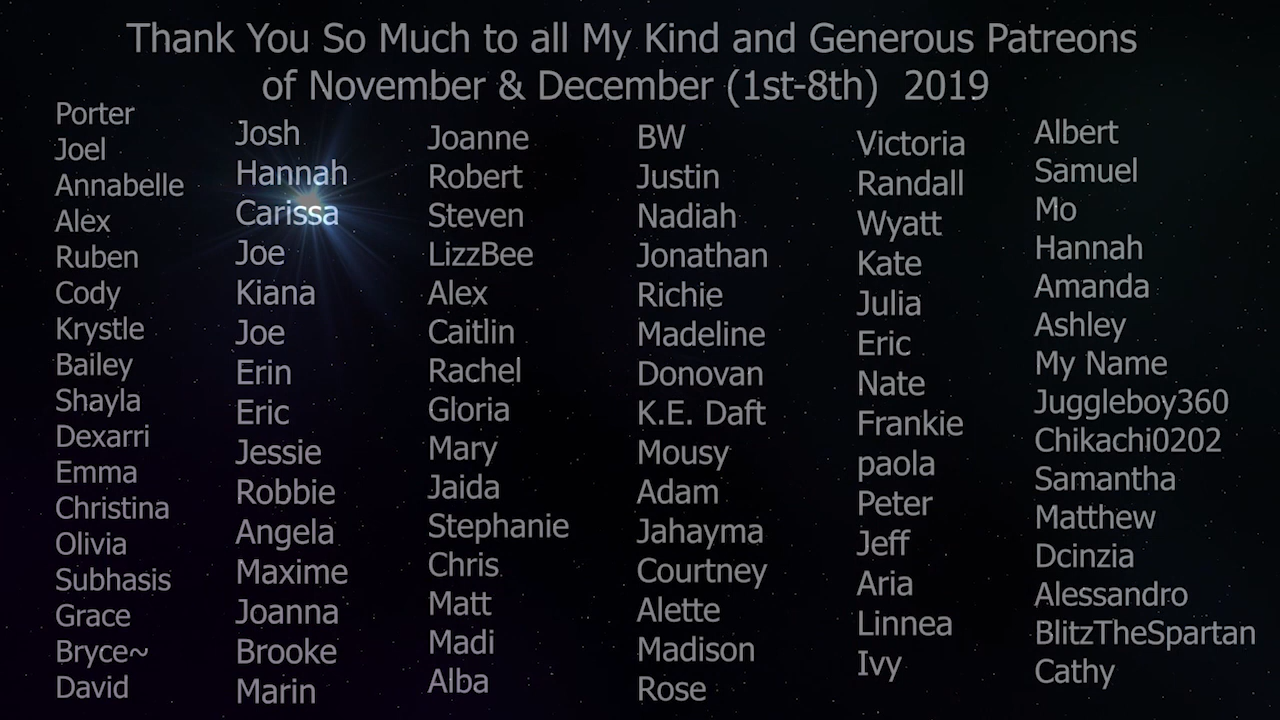 Thank You So Much to all My Kind and Generous Patreons
of November & December (1st-8th) 2019
Porter
Joel
Annabelle
Alex
Ruben
Cody
Krystle
Bailey
Shayla
Dexarri
Emma
Christina
Olivia
Subhasis
Grace
Bryce~
David
Josh
Hannah
Carissa
Joe
Kiana
Joe
Erin
Eric
Jessie
Robbie
Angela
Maxime
Joanna
Brooke
Marin
Joanne
Robert
Steven
LizzBee
Alex
Caitlin
Rachel
Gloria
Mary
Jaida
Stephanie
Chris
Matt
Madi
Alba
BW
Justin
Nadiah
Jonathan
Richie
Madeline
Donovan
K.E. Daft
Mousy
Adam
Jahayma
Courtney
Alette
Madison
Rose
Victoria
Randall
Wyatt
Kate
Julia
Eric
Nate
Frankie
paola
Peter
Jeff
Aria
Linnea
Ivy
Albert
Samuel
Mo
Hannah
Amanda
Ashley
My Name
Juggleboy360
Chikachi0202
Samantha
Matthew
Dcinzia
Alessandro
BlitzTheSpartan
Cathy